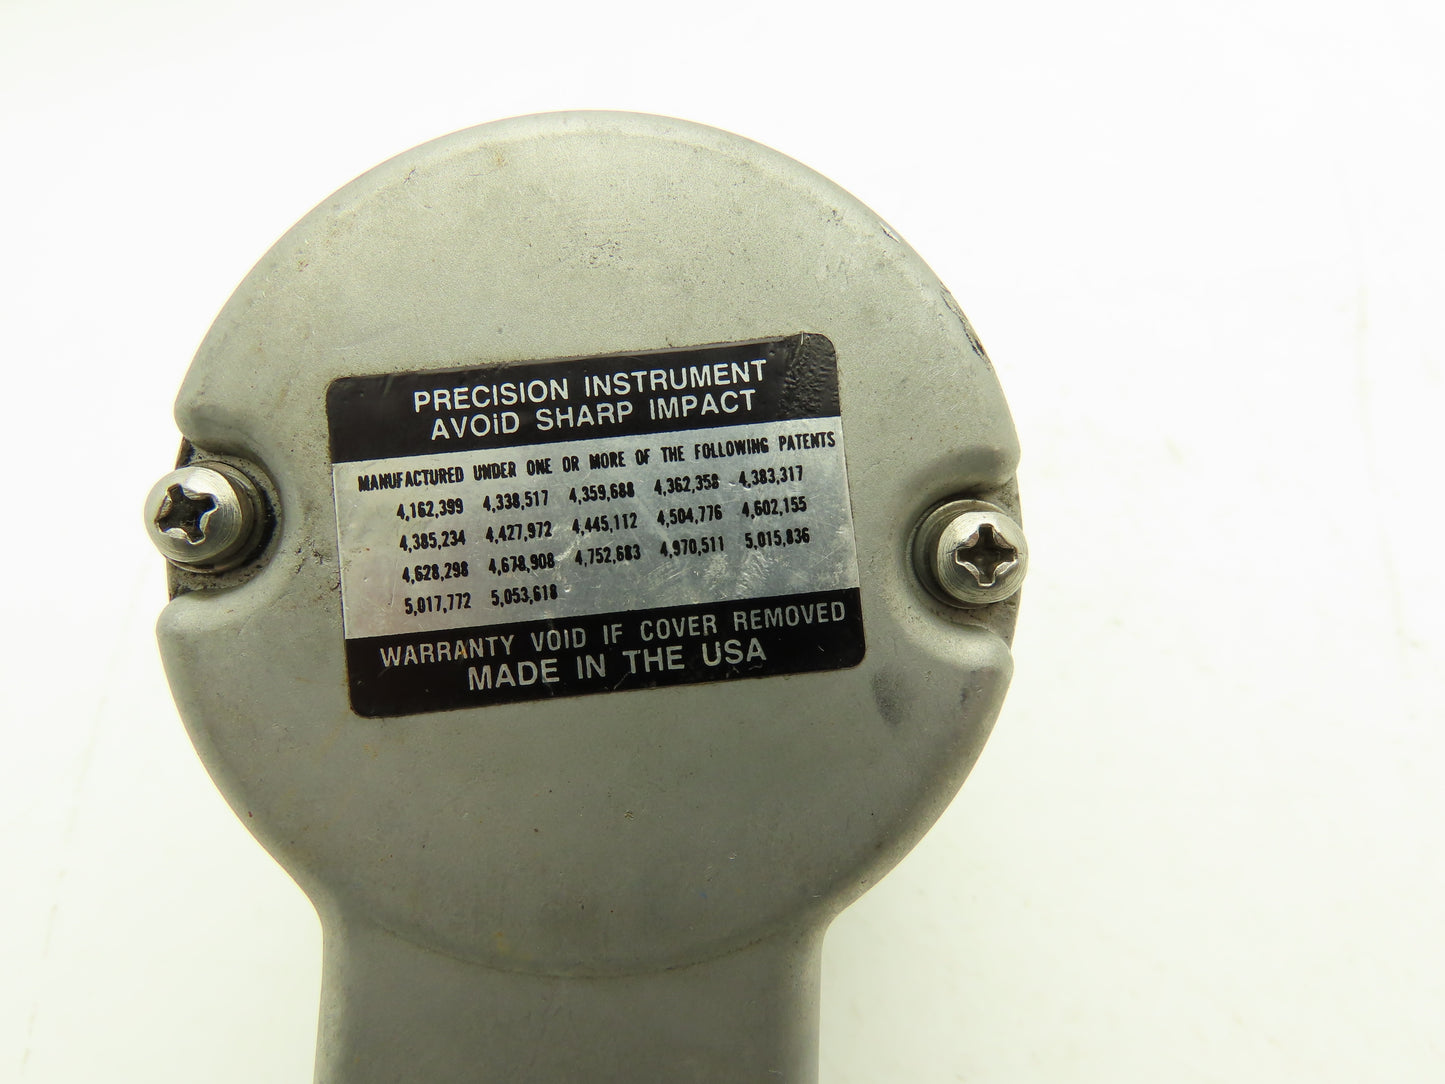 PRECISION INSTRUMENT
AVOiD SHARP IMPACT
MANUFACTURED UNDER ONE OR MORE OF THE FOLLOWING PATENTS
4,162,399 4,338,517 4,359,688 4,362,358 4,383,317
4,385,234 4,427,972 4,445,112 4,504,776 4,602,155
4,628,298 4,678,908 4,752,683 4,970,511 5,015,836
5,017,772 5,053,618
WARRANTY VOID IF COVER REMOVED
MADE IN THE USA